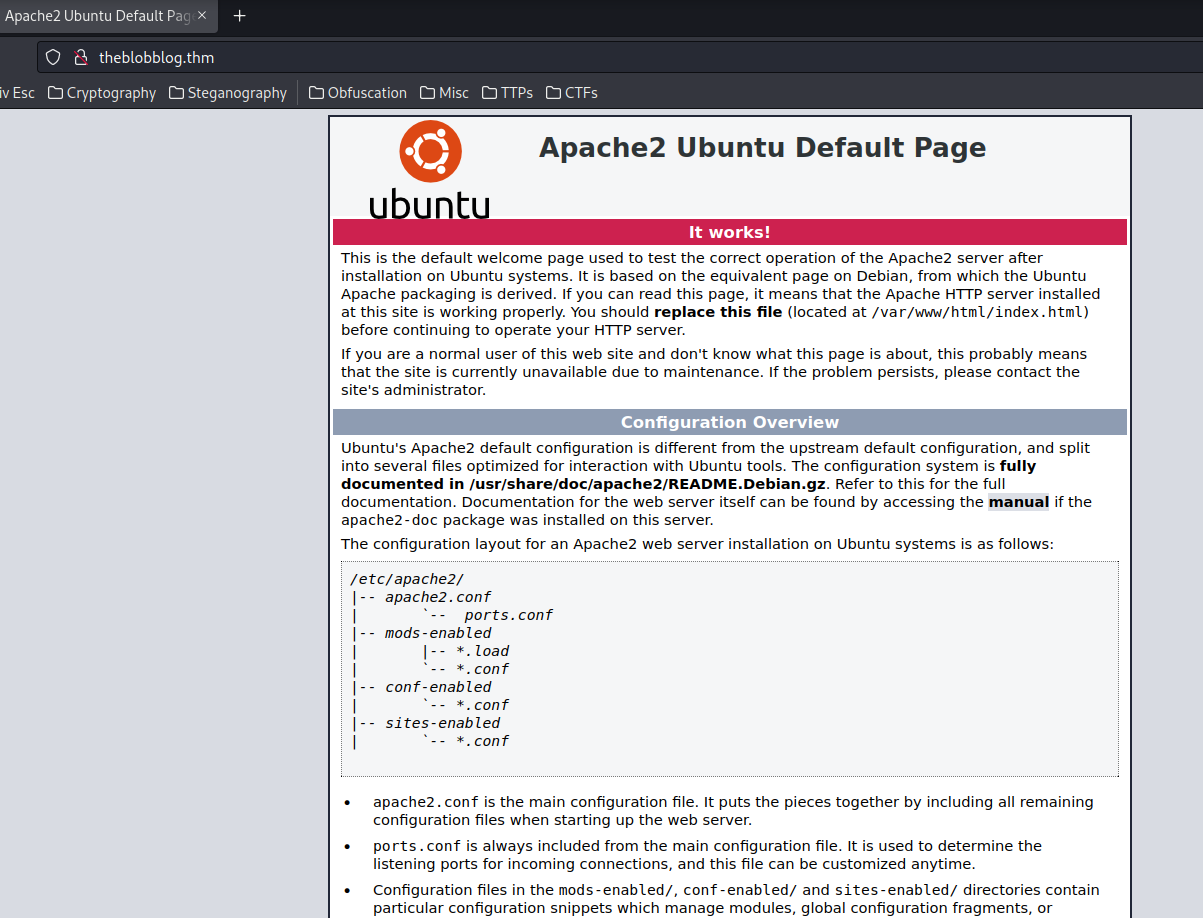 Apache2 Ubuntu Default Pag
theblobblog.thm
iv Esc Cryptography Steganography Obfuscation Misc TTPs CTFs
ubuntu
Apache2 Ubuntu Default Page
It works!
This is the default welcome page used to test the correct operation of the Apache2 server after
installation on Ubuntu systems. It is based on the equivalent page on Debian, from which the Ubuntu
Apache packaging is derived. If you can read this page, it means that the Apache HTTP server installed
at this site is working properly. You should replace this file (located at /var/www/html/index.html)
before continuing to operate your HTTP server.
If you are a normal user of this web site and don't know what this page is about, this probably means
that the site is currently unavailable due to maintenance. If the problem persists, please contact the
site's administrator.
Configuration Overview
Ubuntu's Apache2 default configuration is different from the upstream default configuration, and split
into several files optimized for interaction with Ubuntu tools. The configuration system is fully
documented in /usr/share/doc/apache2/README.Debian.gz. Refer to this for the full
documentation. Documentation for the web server itself can be found by accessing the manual if the
apache2-doc package was installed on this server.
The configuration layout for an Apache2 web server installation on Ubuntu systems is as follows:
/etc/apache2/
|-- apache2.conf
|       `--  ports.conf
|-- mods-enabled
|       |-- *.load
|       `-- *.conf
|-- conf-enabled
|       `-- *.conf
|-- sites-enabled
|       `-- *.conf
• apache2.conf is the main configuration file. It puts the pieces together by including all remaining
configuration files when starting up the web server.
• ports.conf is always included from the main configuration file. It is used to determine the
listening ports for incoming connections, and this file can be customized anytime.
• Configuration files in the mods-enabled/, conf-enabled/ and sites-enabled/ directories contain
particular configuration snippets which manage modules, global configuration fragments, or